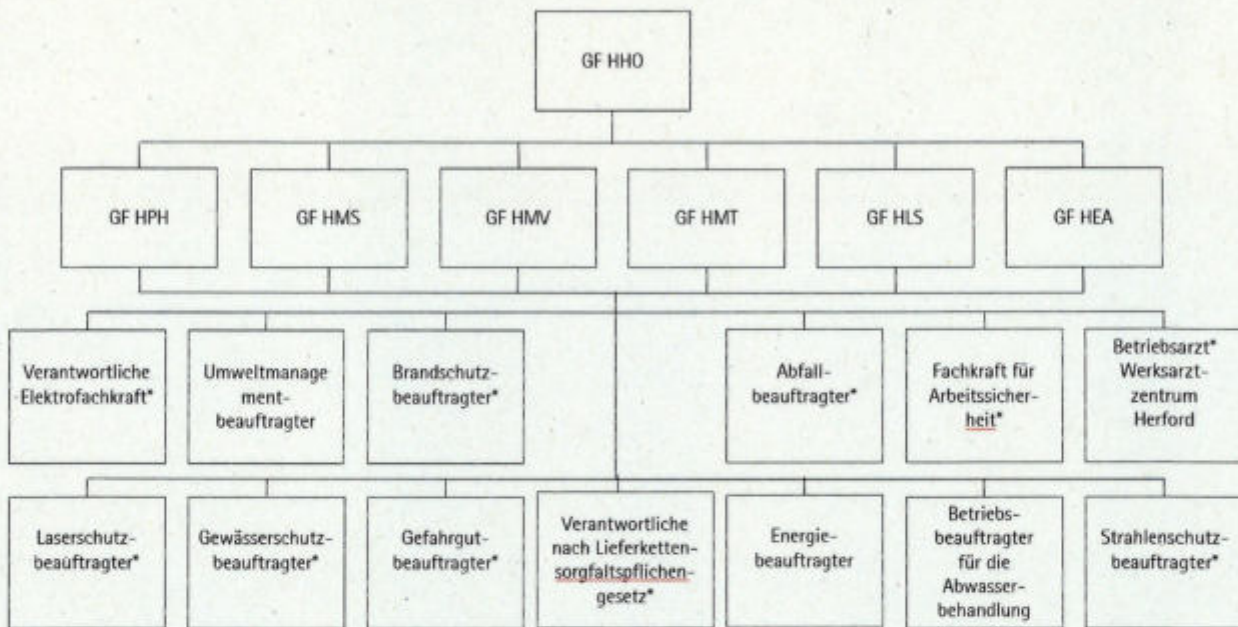 GF HHO
GF HPH
GF HMS
GF HMV
GF HMT
GF HLS
GF HEA
Verantwortliche
Elektrofachkraft*
Umweltmanage
ment-
beauftragter
Brandschutz-
beauftragter*
Abfall-
beauftragter*
Fachkraft für
Arbeitssicher-
heit*
Betriebsarzt*
Werksarzt-
zentrum
Herford
Laserschutz-
beauftragter*
Gewässerschutz-
beauftragter*
Gefahrgut-
beauftragter*
Verantwortliche
nach Lieferketten-
sorgfaltspflichen-
gesetz*
Energie-
beauftragter
Betriebs-
beauftragter
für die
Abwasser-
behandlung
Strahlenschutz-
beauftragter*